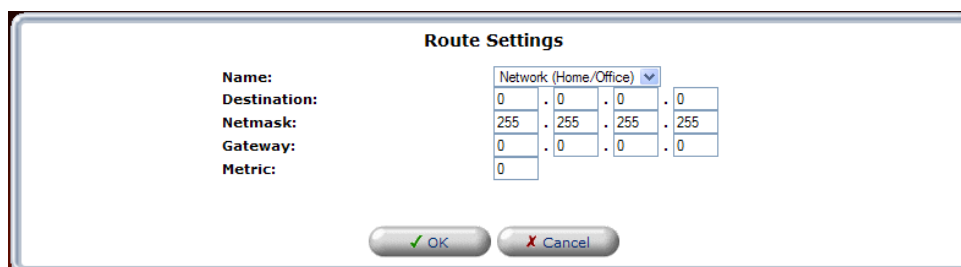 Route Settings
Name: Network (Home/Office)
Destination: 0 . 0 . 0 . 0
Netmask: 255 . 255 . 255 . 255
Gateway: 0 . 0 . 0 . 0
Metric: 0
OK Cancel